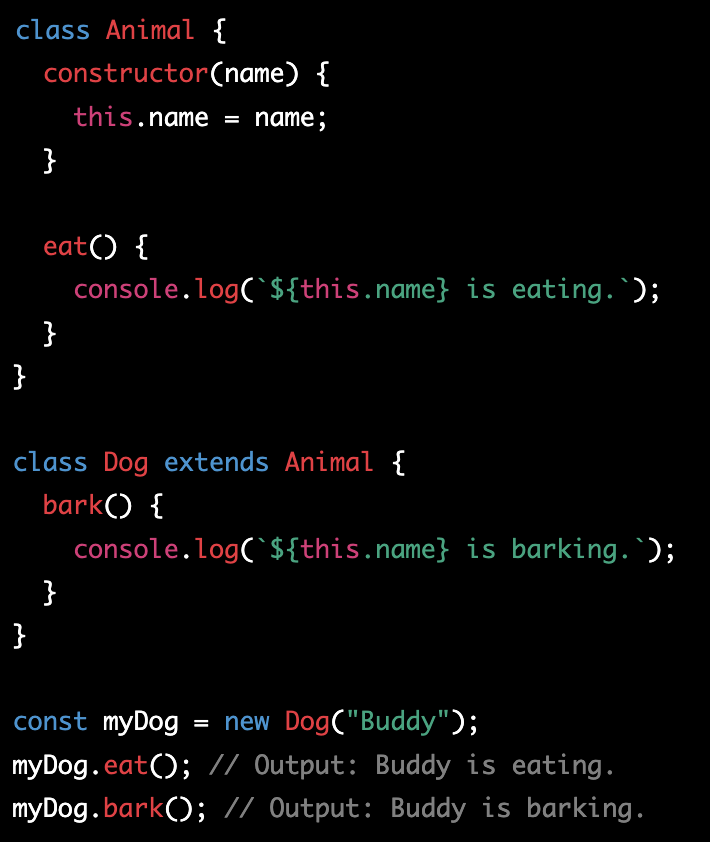 class Animal {
  constructor(name) {
    this.name = name;
  }

  eat() {
    console.log(`${this.name} is eating.`);
  }
}

class Dog extends Animal {
  bark() {
    console.log(`${this.name} is barking.`);
  }
}

const myDog = new Dog("Buddy");
myDog.eat(); // Output: Buddy is eating.
myDog.bark(); // Output: Buddy is barking.